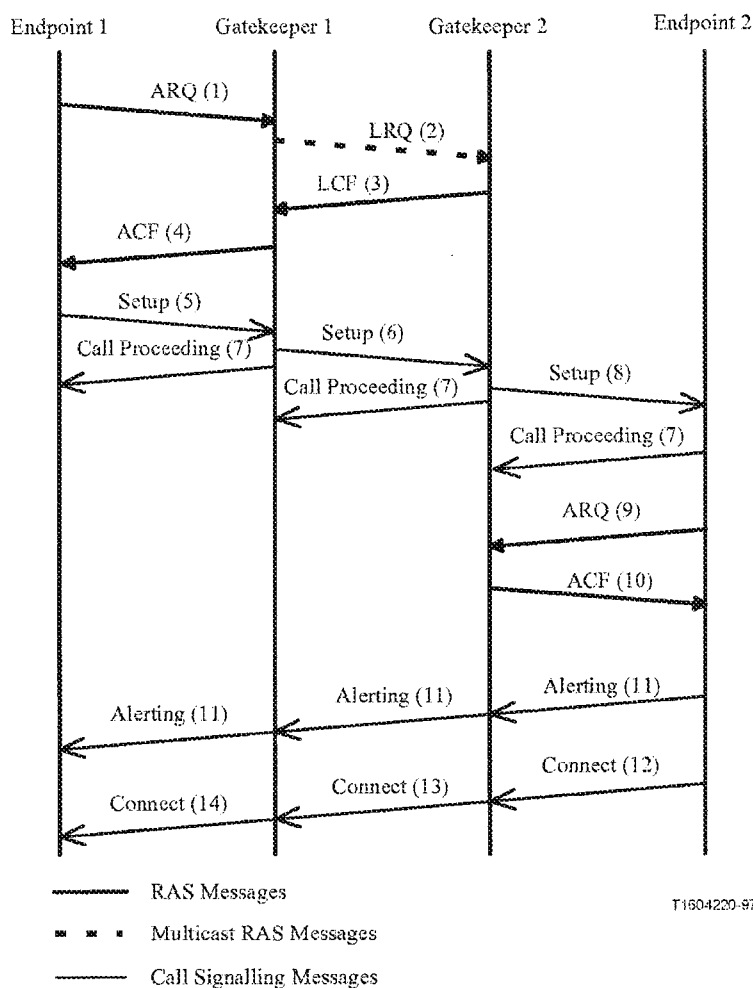 Endpoint 1 Gatekeeper 1 Gatekeeper 2 Endpoint 2
ARQ (1)
LRQ (2)
LCF (3)
ACF (4)
Setup (5)
Setup (6)
Call Proceeding (7)
Call Proceeding (7)
Setup (8)
Call Proceeding (7)
ARQ (9)
ACF (10)
Alerting (11)
Alerting (11)
Alerting (11)
Connect (12)
Connect (13)
Connect (14)
RAS Messages
T1604220-97
Multicast RAS Messages
Call Signalling Messages